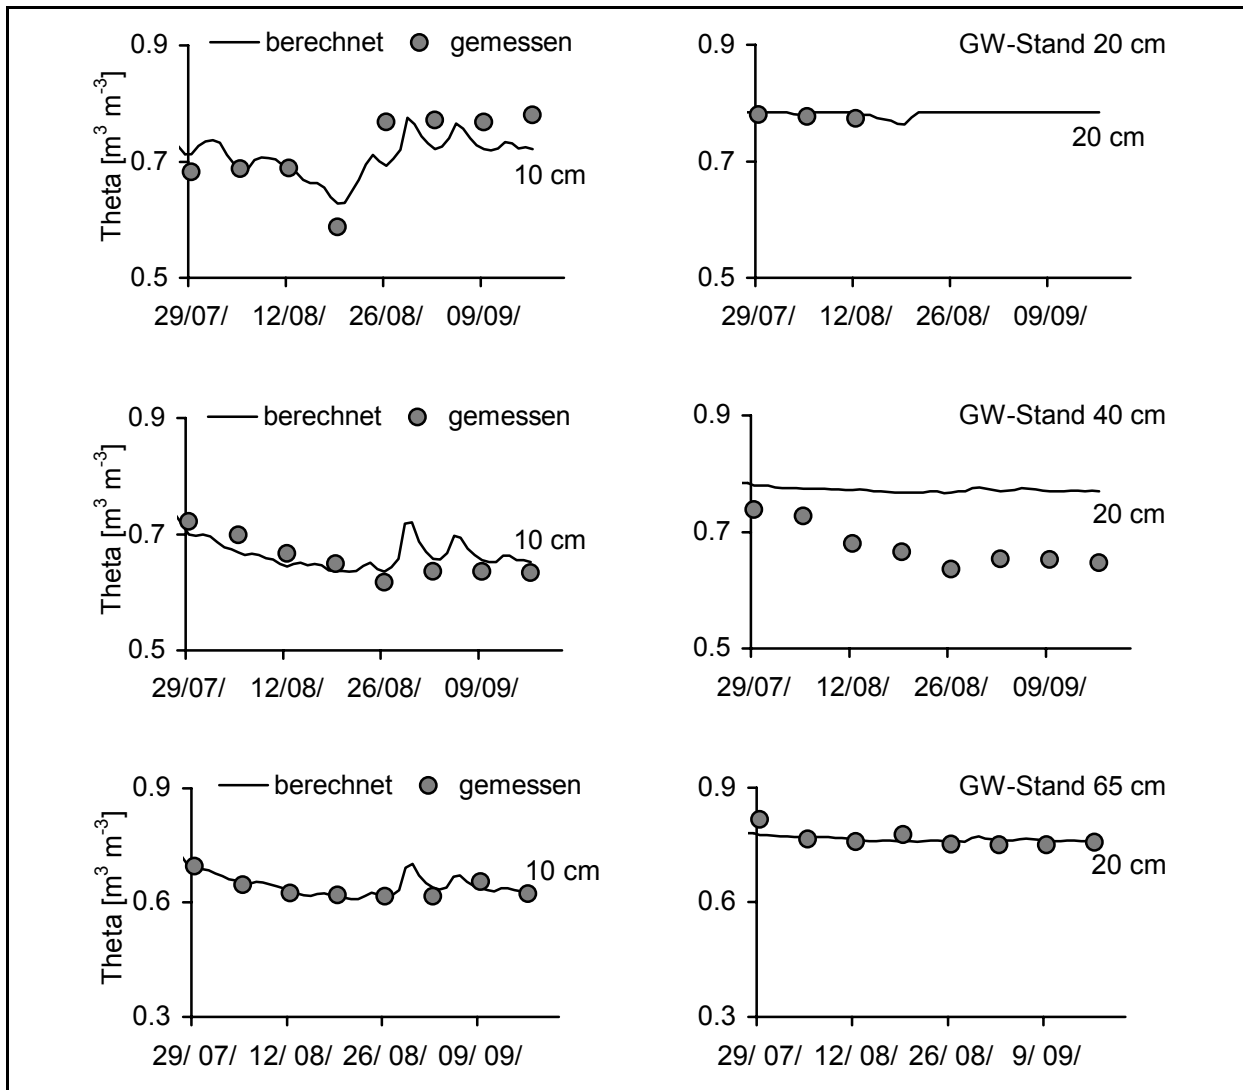 0.9
berechnet
gemessen
Theta [m³ m⁻³]
0.7
10 cm
0.5
29/07/ 12/08/ 26/08/ 09/09/
0.9
GW-Stand 20 cm
0.7
20 cm
0.5
29/07/ 12/08/ 26/08/ 09/09/
0.9
berechnet
gemessen
Theta [m³ m⁻³]
0.7
10 cm
0.5
29/07/ 12/08/ 26/08/ 09/09/
0.9
GW-Stand 40 cm
0.7
20 cm
0.5
29/07/ 12/08/ 26/08/ 09/09/
0.9
berechnet
gemessen
Theta [m³ m⁻³]
10 cm
0.6
0.3
29/ 07/ 12/ 08/ 26/ 08/ 09/ 09/
0.9
GW-Stand 65 cm
20 cm
0.6
0.3
29/ 07/ 12/ 08/ 26/ 08/ 9/ 09/